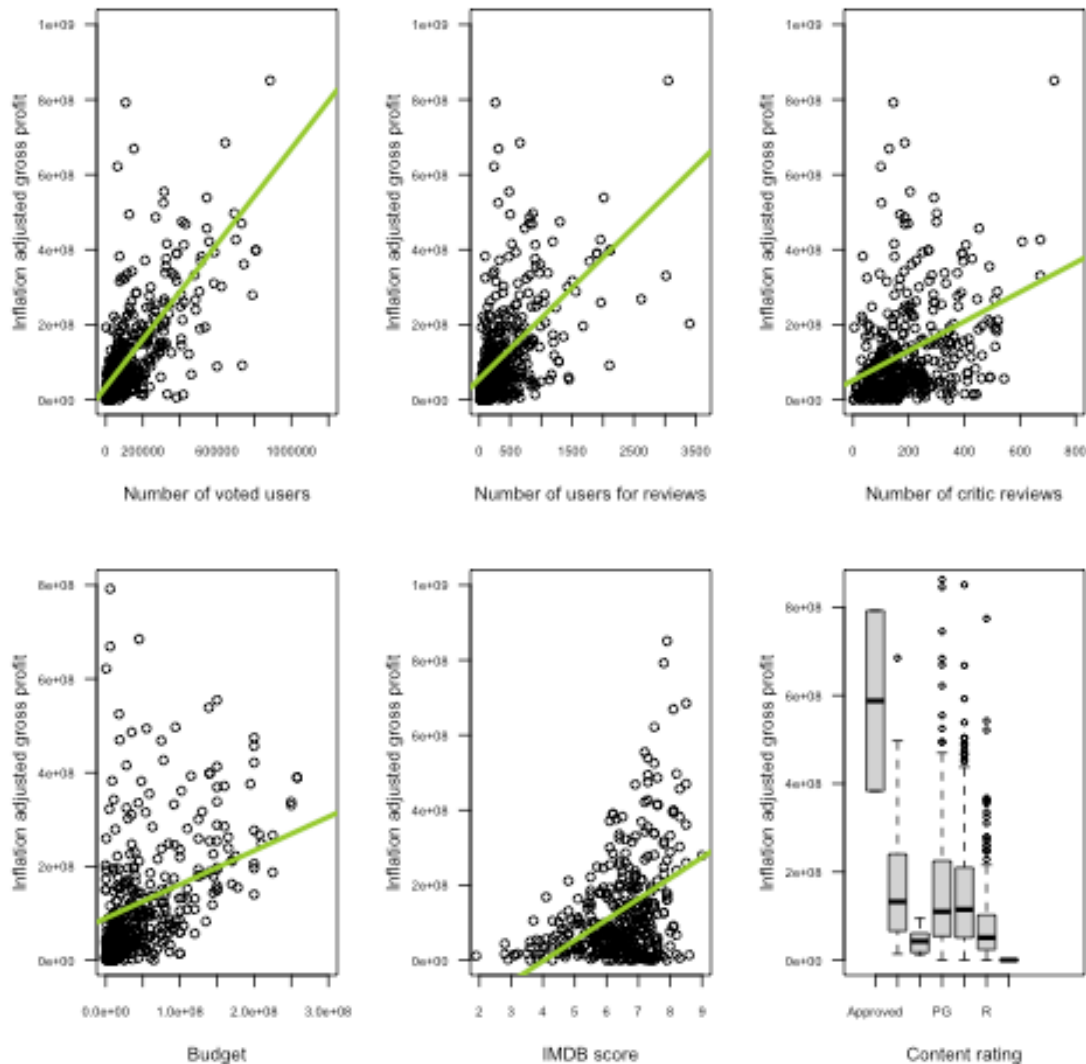 Inflation adjusted gross profit
1e+09
8e+08
6e+08
4e+08
2e+08
0e+00
0 200000 600000 1000000
Number of voted users
Inflation adjusted gross profit
1e+09
8e+08
6e+08
4e+08
2e+08
0e+00
0 500 1500 2500 3500
Number of users for reviews
Inflation adjusted gross profit
1e+09
8e+08
6e+08
4e+08
2e+08
0e+00
0 200 400 600 800
Number of critic reviews
Inflation adjusted gross profit
8e+08
6e+08
4e+08
2e+08
0e+00
0.0e+00 1.0e+08 2.0e+08 3.0e+08
Budget
Inflation adjusted gross profit
1e+09
8e+08
6e+08
4e+08
2e+08
0e+00
2 3 4 5 6 7 8 9
IMDB score
Inflation adjusted gross profit
8e+08
6e+08
4e+08
2e+08
0e+00
Approved PG R
Content rating